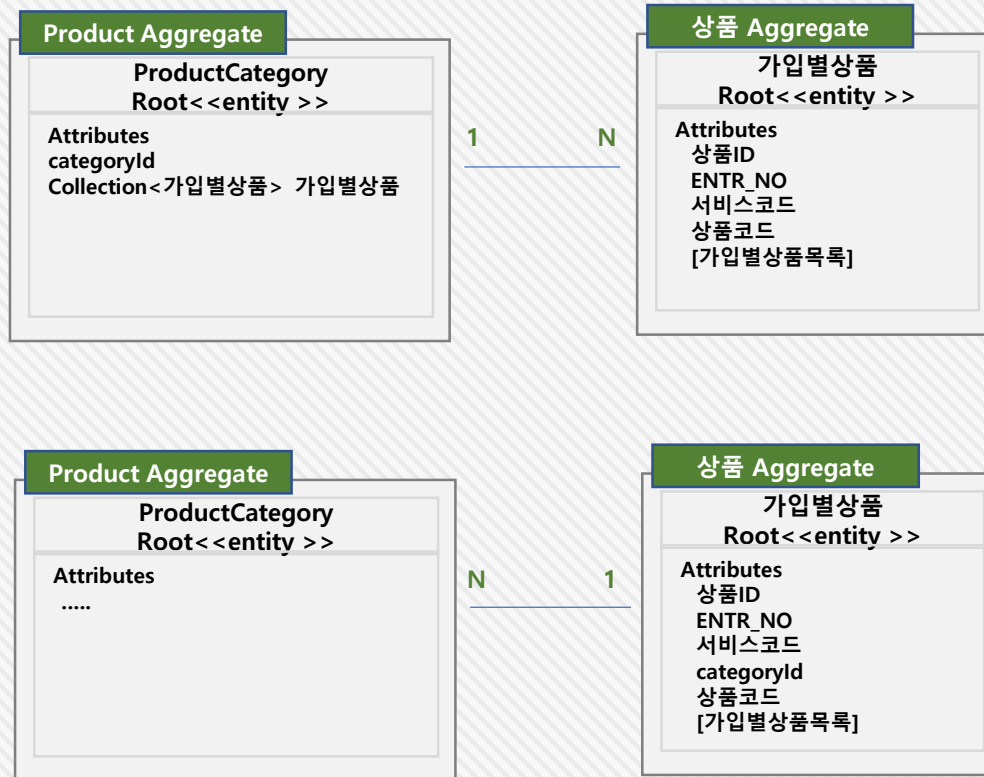 Product Aggregate
ProductCategory
Root<<entity >>
Attributes
categoryId
Collection<가입별상품> 가입별상품
1 N
상품 Aggregate
가입별상품
Root<<entity >>
Attributes
상품ID
ENTR_NO
서비스코드
상품코드
[가입별상품목록]
Product Aggregate
ProductCategory
Root<<entity >>
Attributes
.....
N 1
상품 Aggregate
가입별상품
Root<<entity >>
Attributes
상품ID
ENTR_NO
서비스코드
categoryId
상품코드
[가입별상품목록]